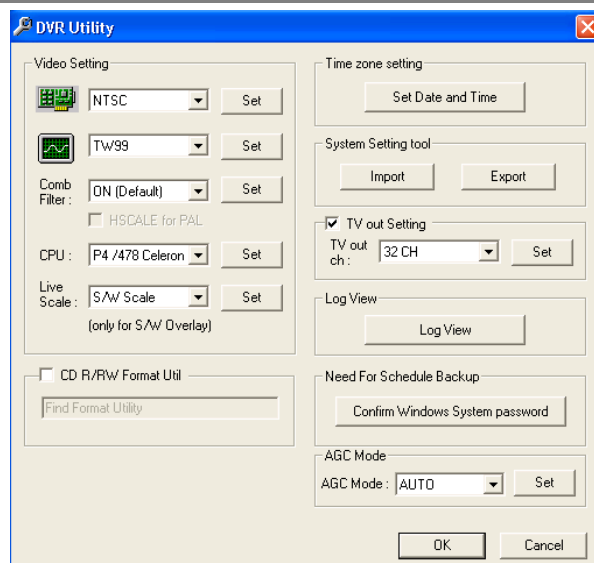 DVR Utility
Video Setting
NTSC
Set
TW99
Set
Comb
Filter :
ON (Default)
Set
HSCALE for PAL
CPU :
P4 /478 Celeron
Set
Live
Scale :
S/W Scale
Set
(only for S/W Overlay)
CD R/RW Format Util
Find Format Utility
Time zone setting
Set Date and Time
System Setting tool
Import
Export
TV out Setting
TV out
ch :
32 CH
Set
Log View
Log View
Need For Schedule Backup
Confirm Windows System password
AGC Mode
AGC Mode :
AUTO
Set
OK
Cancel